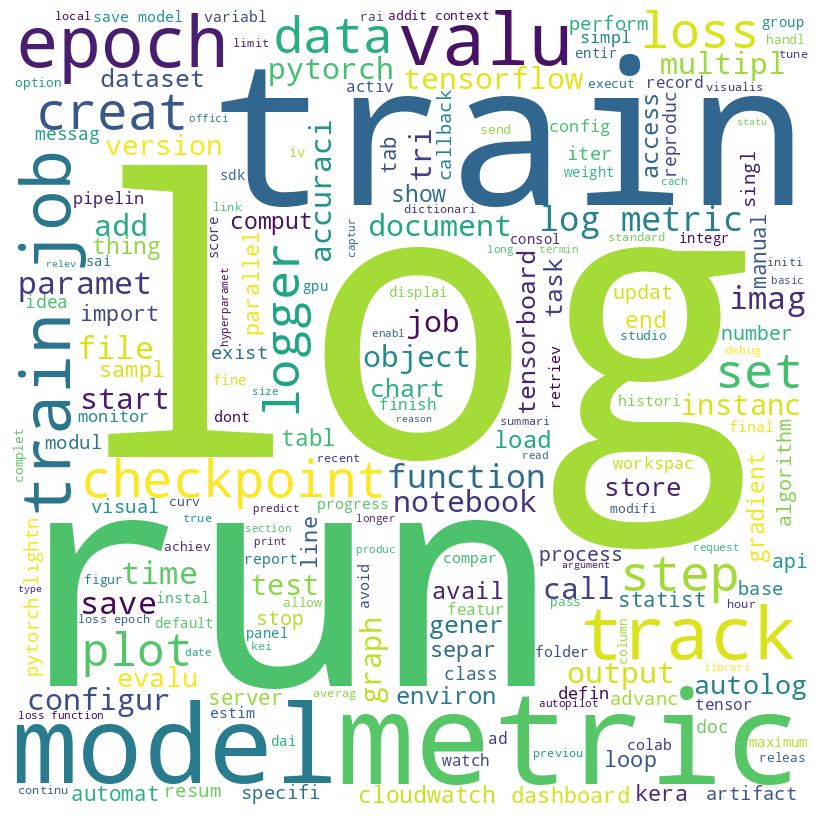 local
save model
variabl
rai
addit context
perform
group
epoch
limit
data
valu
simpl
loss
handl
entir
tune
option
dataset
pytorch
tensorflow
multipl
activ
execut
record
visualis
creat
offici
train
messag
tri
callback
send
config
access
reproduc
statu
version
iv
tab
iter
singl
job
sdk
accuraci
weight
cach
pipelin
link
show
dictionari
add
score
comput
document
log metric
thing
captur
long
consol
standard
integr
manual
relev
sai
parallel
termin
initi
train job
paramet
hyperparamet
gpu
logger
displai
tensorboard
task
updat
basic
idea
import
log
job
end
imag
file
exist
enabl
object
studio
number
retriev
debug
sampl
fine
chart
set
start
size
finish
histori
instanc
monitor
dont
reason
summari
final
modul
tabl
load
complet
recent
read
algorithm
checkpoint
function
workspac
visual
curv
predict
progress
notebook
store
gradient
true
section
longer
modifi
pytorch lightn
print
line
produc
process
request
figur
achiev
report
compar
argument
api
type
time
run
test
avoid
avail
call
step
instal
allow
featur
pass
base
save
loss epoch
default
stop
gener
statist
hour
plot
panel
graph
separ
track
column
date
kei
class
folder
librari
evalu
output
configur
server
averag
environ
defin
advanc
autolog
loss function
estim
autopilot
tensor
model
metric
ad
doc
dai
watch
previou
loop
colab
maximum
releas
continu
automat
resum
specifi
cloudwatch
dashboard
kera
artifact